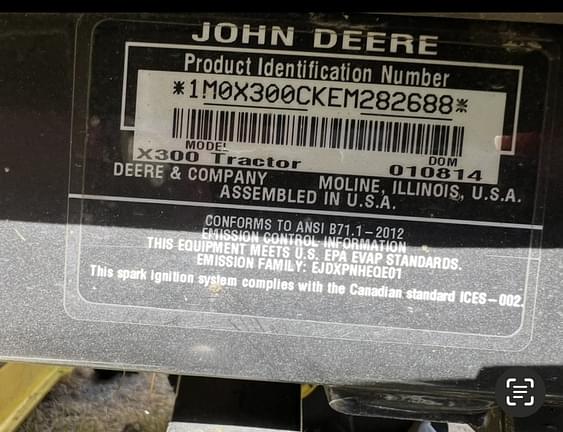 JOHN DEERE
Product Identification Number
*1M0X300CKEM282688*
MODEL DOM
X300 Tractor 010814
DEERE & COMPANY MOLINE, ILLINOIS, U.S.A.
ASSEMBLED IN U.S.A.
CONFORMS TO ANSI B71.1-2012
EMISSION CONTROL INFORMATION
THIS EQUIPMENT MEETS U.S. EPA EVAP STANDARDS.
EMISSION FAMILY: EJDXPNHEQE01
This spark ignition system complies with the Canadian standard ICES-002.